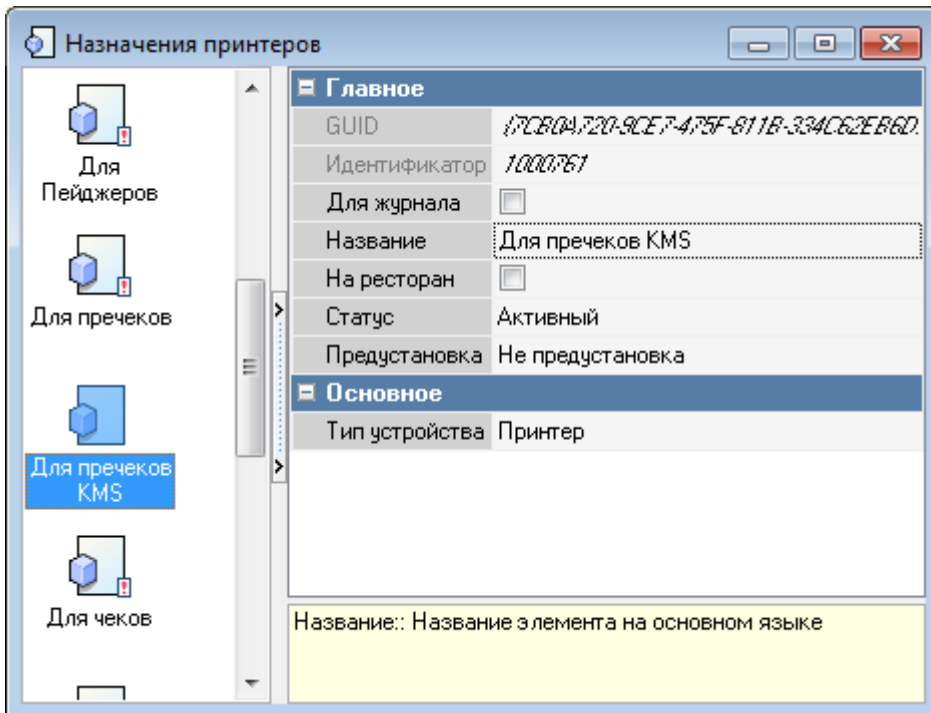 Назначения принтеров
Для
Пейджеров
Для пречеков
Для пречеков
KMS
Для чеков
Главное
GUID {7CB0A720-9CE7-475F-811B-334C62EB6D.
Идентификатор 1000761
Для журнала
Название Для пречеков KMS
На ресторан
Статус Активный
Предустановка Не предустановка
Основное
Тип устройства Принтер
Название:: Название элемента на основном языке